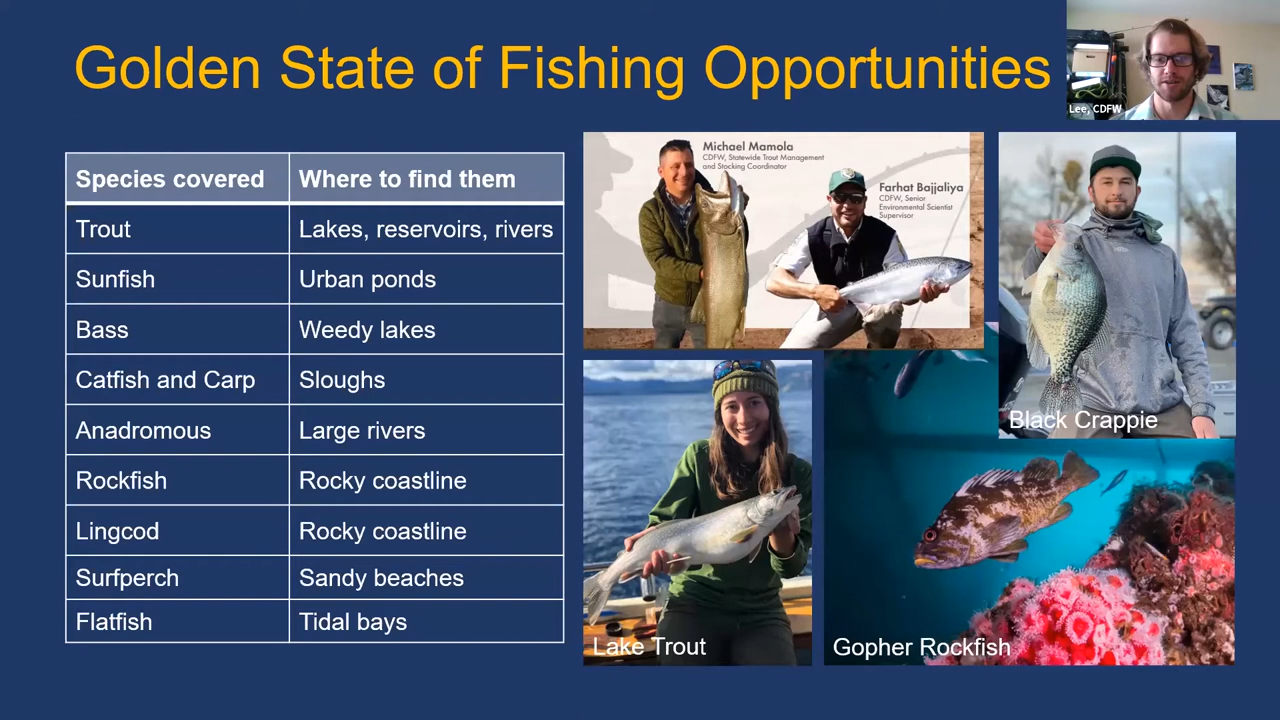 Golden State of Fishing Opportunities
Lee, CDFW
Species covered Where to find them
Trout Lakes, reservoirs, rivers
Sunfish Urban ponds
Bass Weedy lakes
Catfish and Carp Sloughs
Anadromous Large rivers
Rockfish Rocky coastline
Lingcod Rocky coastline
Surfperch Sandy beaches
Flatfish Tidal bays
Michael Mamola
CDFW, Statewide Trout Management
and Stocking Coordinator
Farhat Bajjaliya
CDFW, Senior
Environmental Scientist
Supervisor
Black Crappie
Lake Trout
Gopher Rockfish